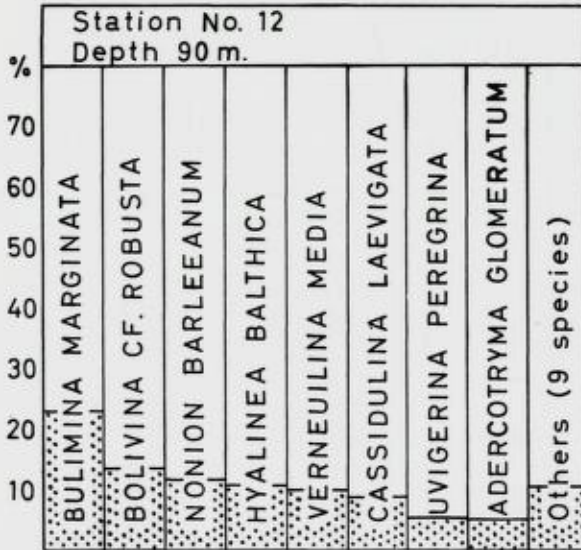 Station No. 12
Depth 90 m.
%
70
60
50
40
30
20
10
BULIMINA MARGINATA
BOLIVINA CF. ROBUSTA
NONION BARLEEANUM
HYALINEA BALTHICA
VERNEUILINA MEDIA
CASSIDULINA LAEVIGATA
UVIGERINA PEREGRINA
ADERCOTRYMA GLOMERATUM
Others (9 species)